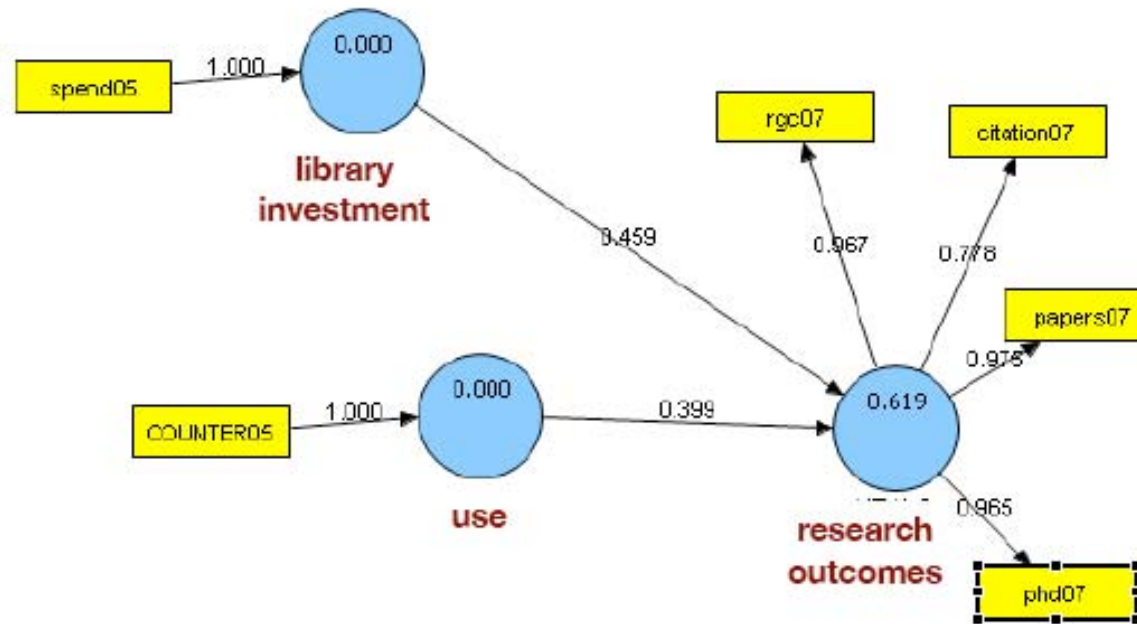 0.000
1.000
spend05
library
investment
rgc07
citation07
0.459
0.967
0.778
papers07
0.975
0.000
0.619
COUNTER05
1.000
0.399
use
0.965
research
outcomes
phd07